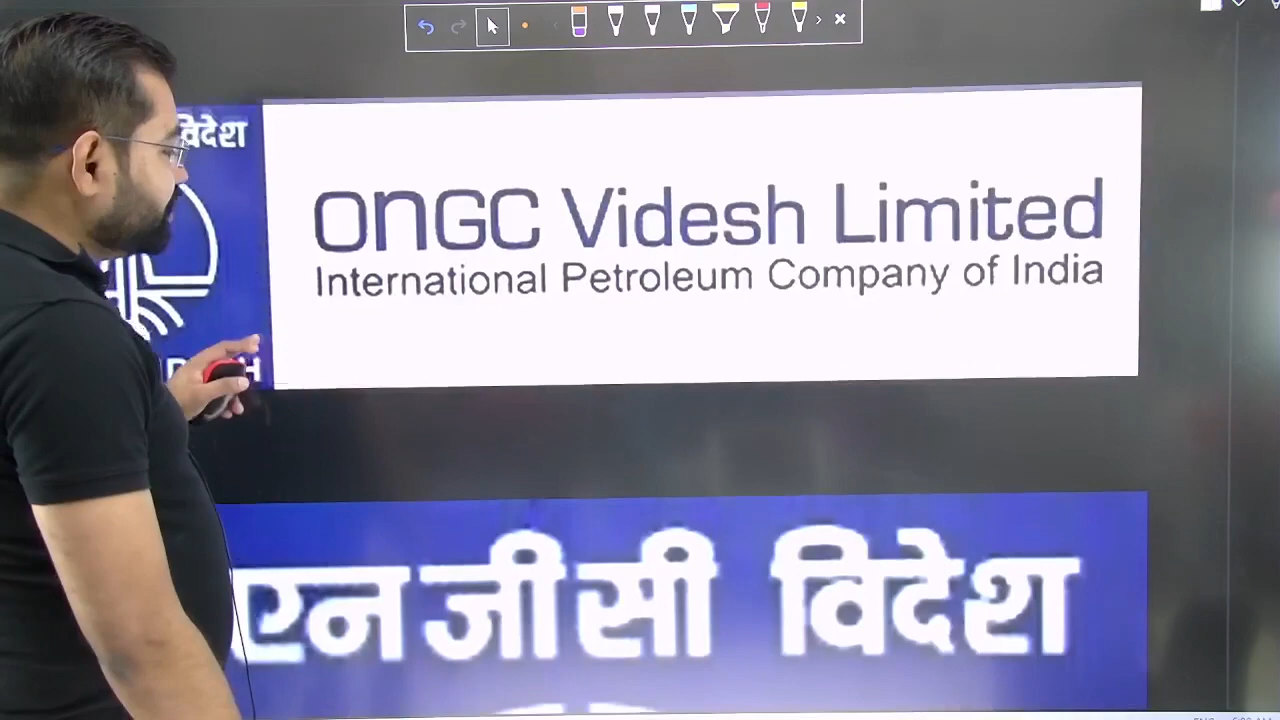 विदेश
ONGC Videsh Limited
International Petroleum Company of India
एनजीसी विदेश